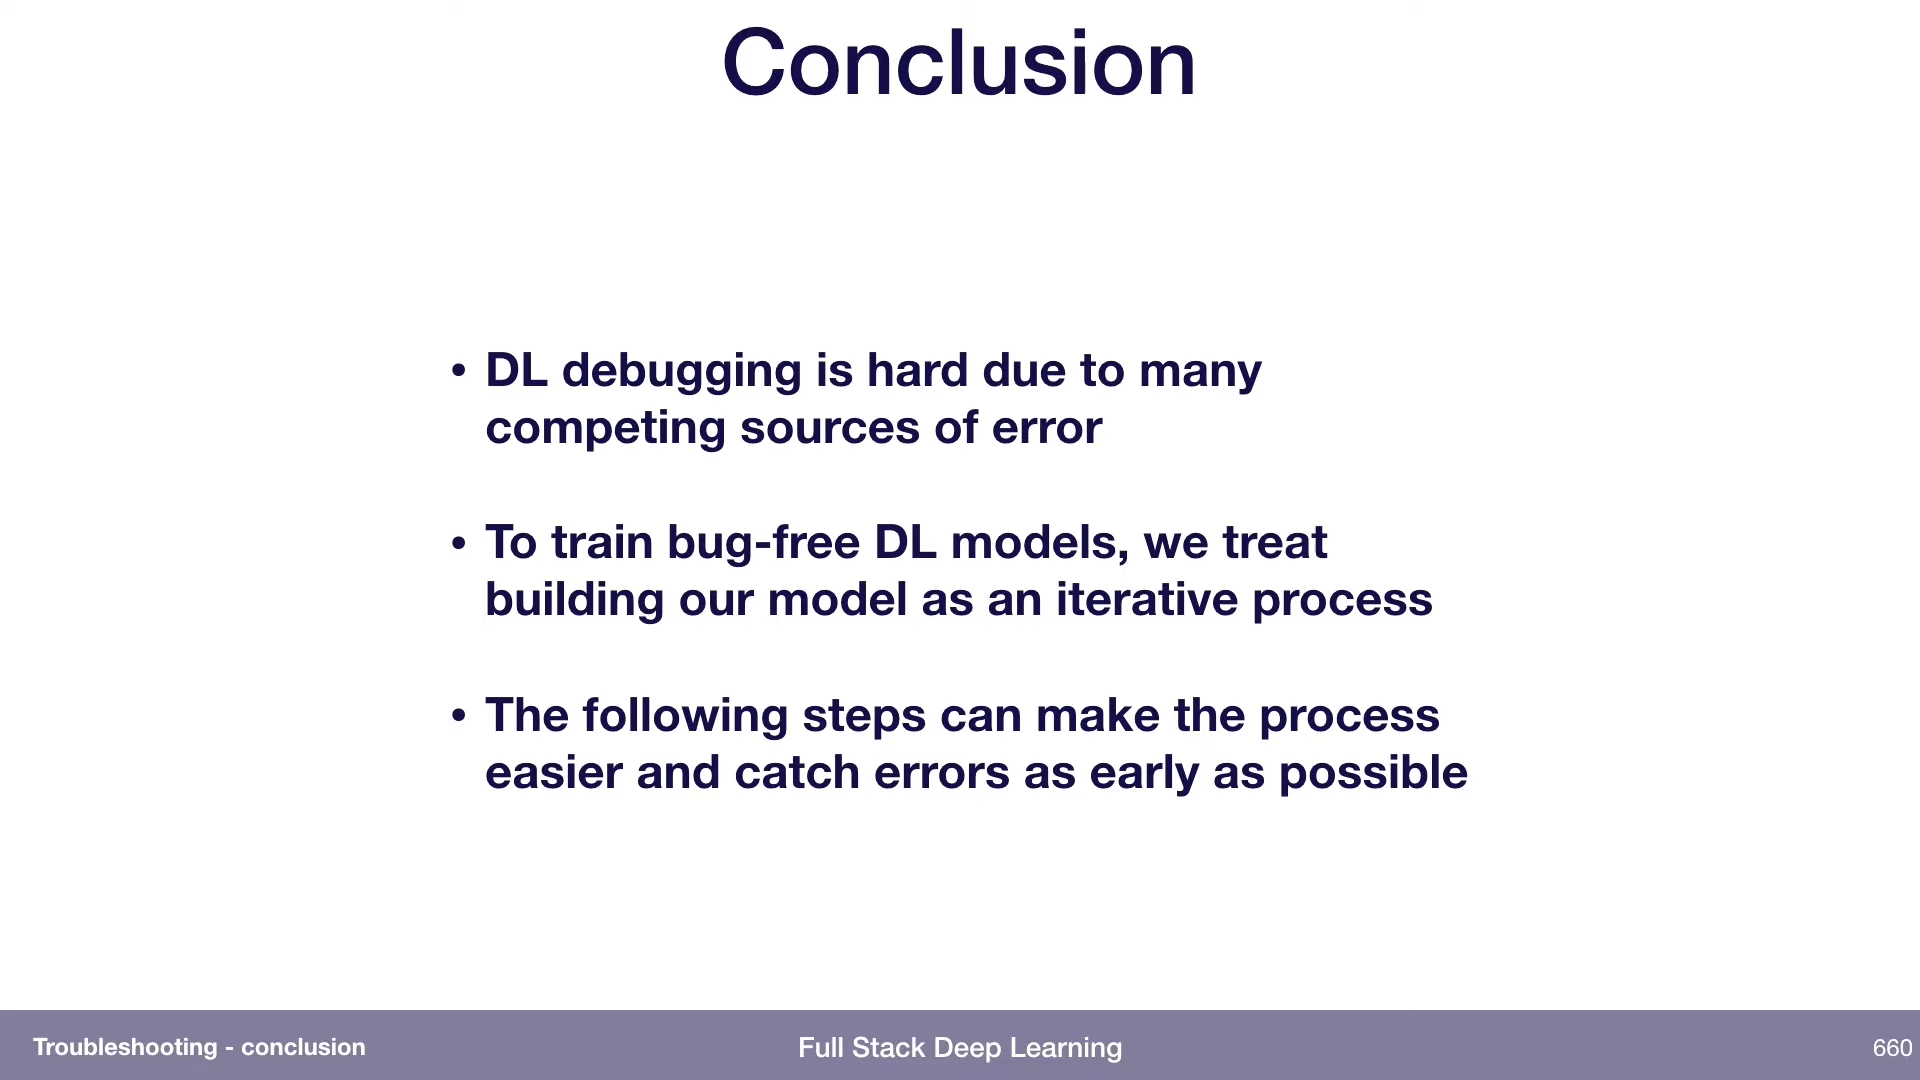 Conclusion
• DL debugging is hard due to many
competing sources of error
• To train bug-free DL models, we treat
building our model as an iterative process
• The following steps can make the process
easier and catch errors as early as possible
Troubleshooting - conclusion
Full Stack Deep Learning
660